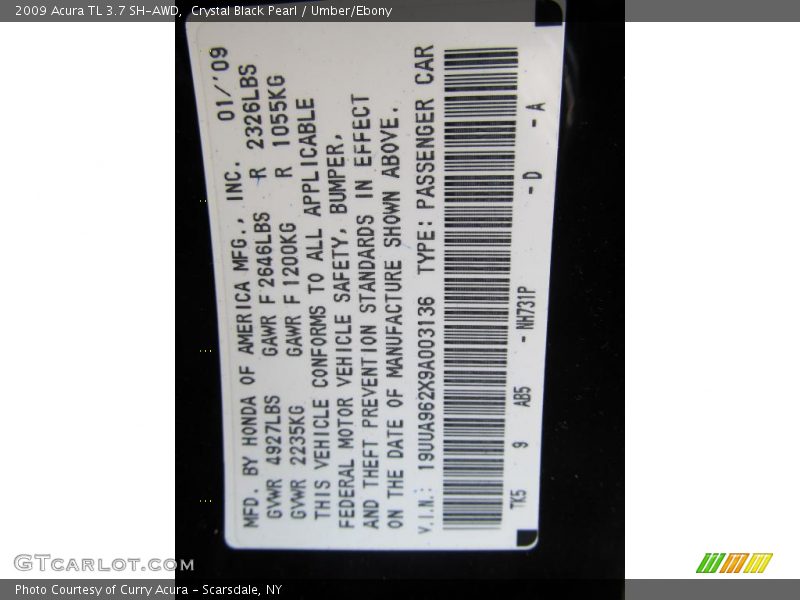 2009 Acura TL 3.7 SH-AWD, Crystal Black Pearl / Umber/Ebony
MFD. BY HONDA OF AMERICA MFG., INC. 01/'09
GVWR 4927LBS GAWR F 2646LBS R 2326LBS
GVWR 2235KG GAWR F 1200KG R 1055KG
THIS VEHICLE CONFORMS TO ALL APPLICABLE
FEDERAL MOTOR VEHICLE SAFETY, BUMPER,
AND THEFT PREVENTION STANDARDS IN EFFECT
ON THE DATE OF MANUFACTURE SHOWN ABOVE.
V.I.N.: 19UUA962X9A003136 TYPE: PASSENGER CAR
TK5 9 AB5 - NH731P - D - A
GTCARLOT.COM
Photo Courtesy of Curry Acura - Scarsdale, NY